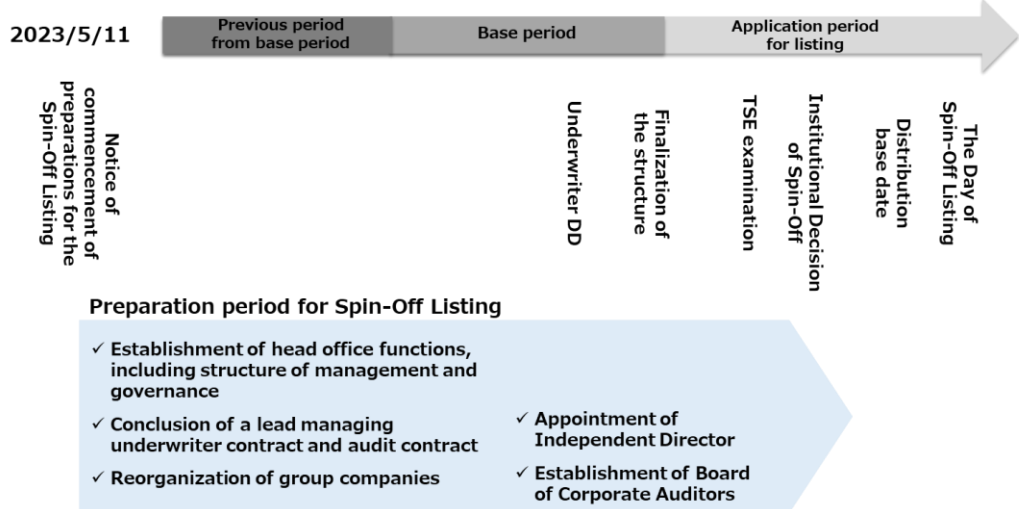 2023/5/11
Previous period
from base period
Base period
Application period
for listing
Notice of
commencement of
preparations for the
Spin-Off Listing
Underwriter DD
Finalization of
the structure
TSE examination
Institutional Decision
of Spin-Off
Distribution
base date
The Day of
Spin-Off Listing
Preparation period for Spin-Off Listing
✓ Establishment of head office functions,
including structure of management and
governance
✓ Conclusion of a lead managing
underwriter contract and audit contract
✓ Reorganization of group companies
✓ Appointment of
Independent Director
✓ Establishment of Board
of Corporate Auditors